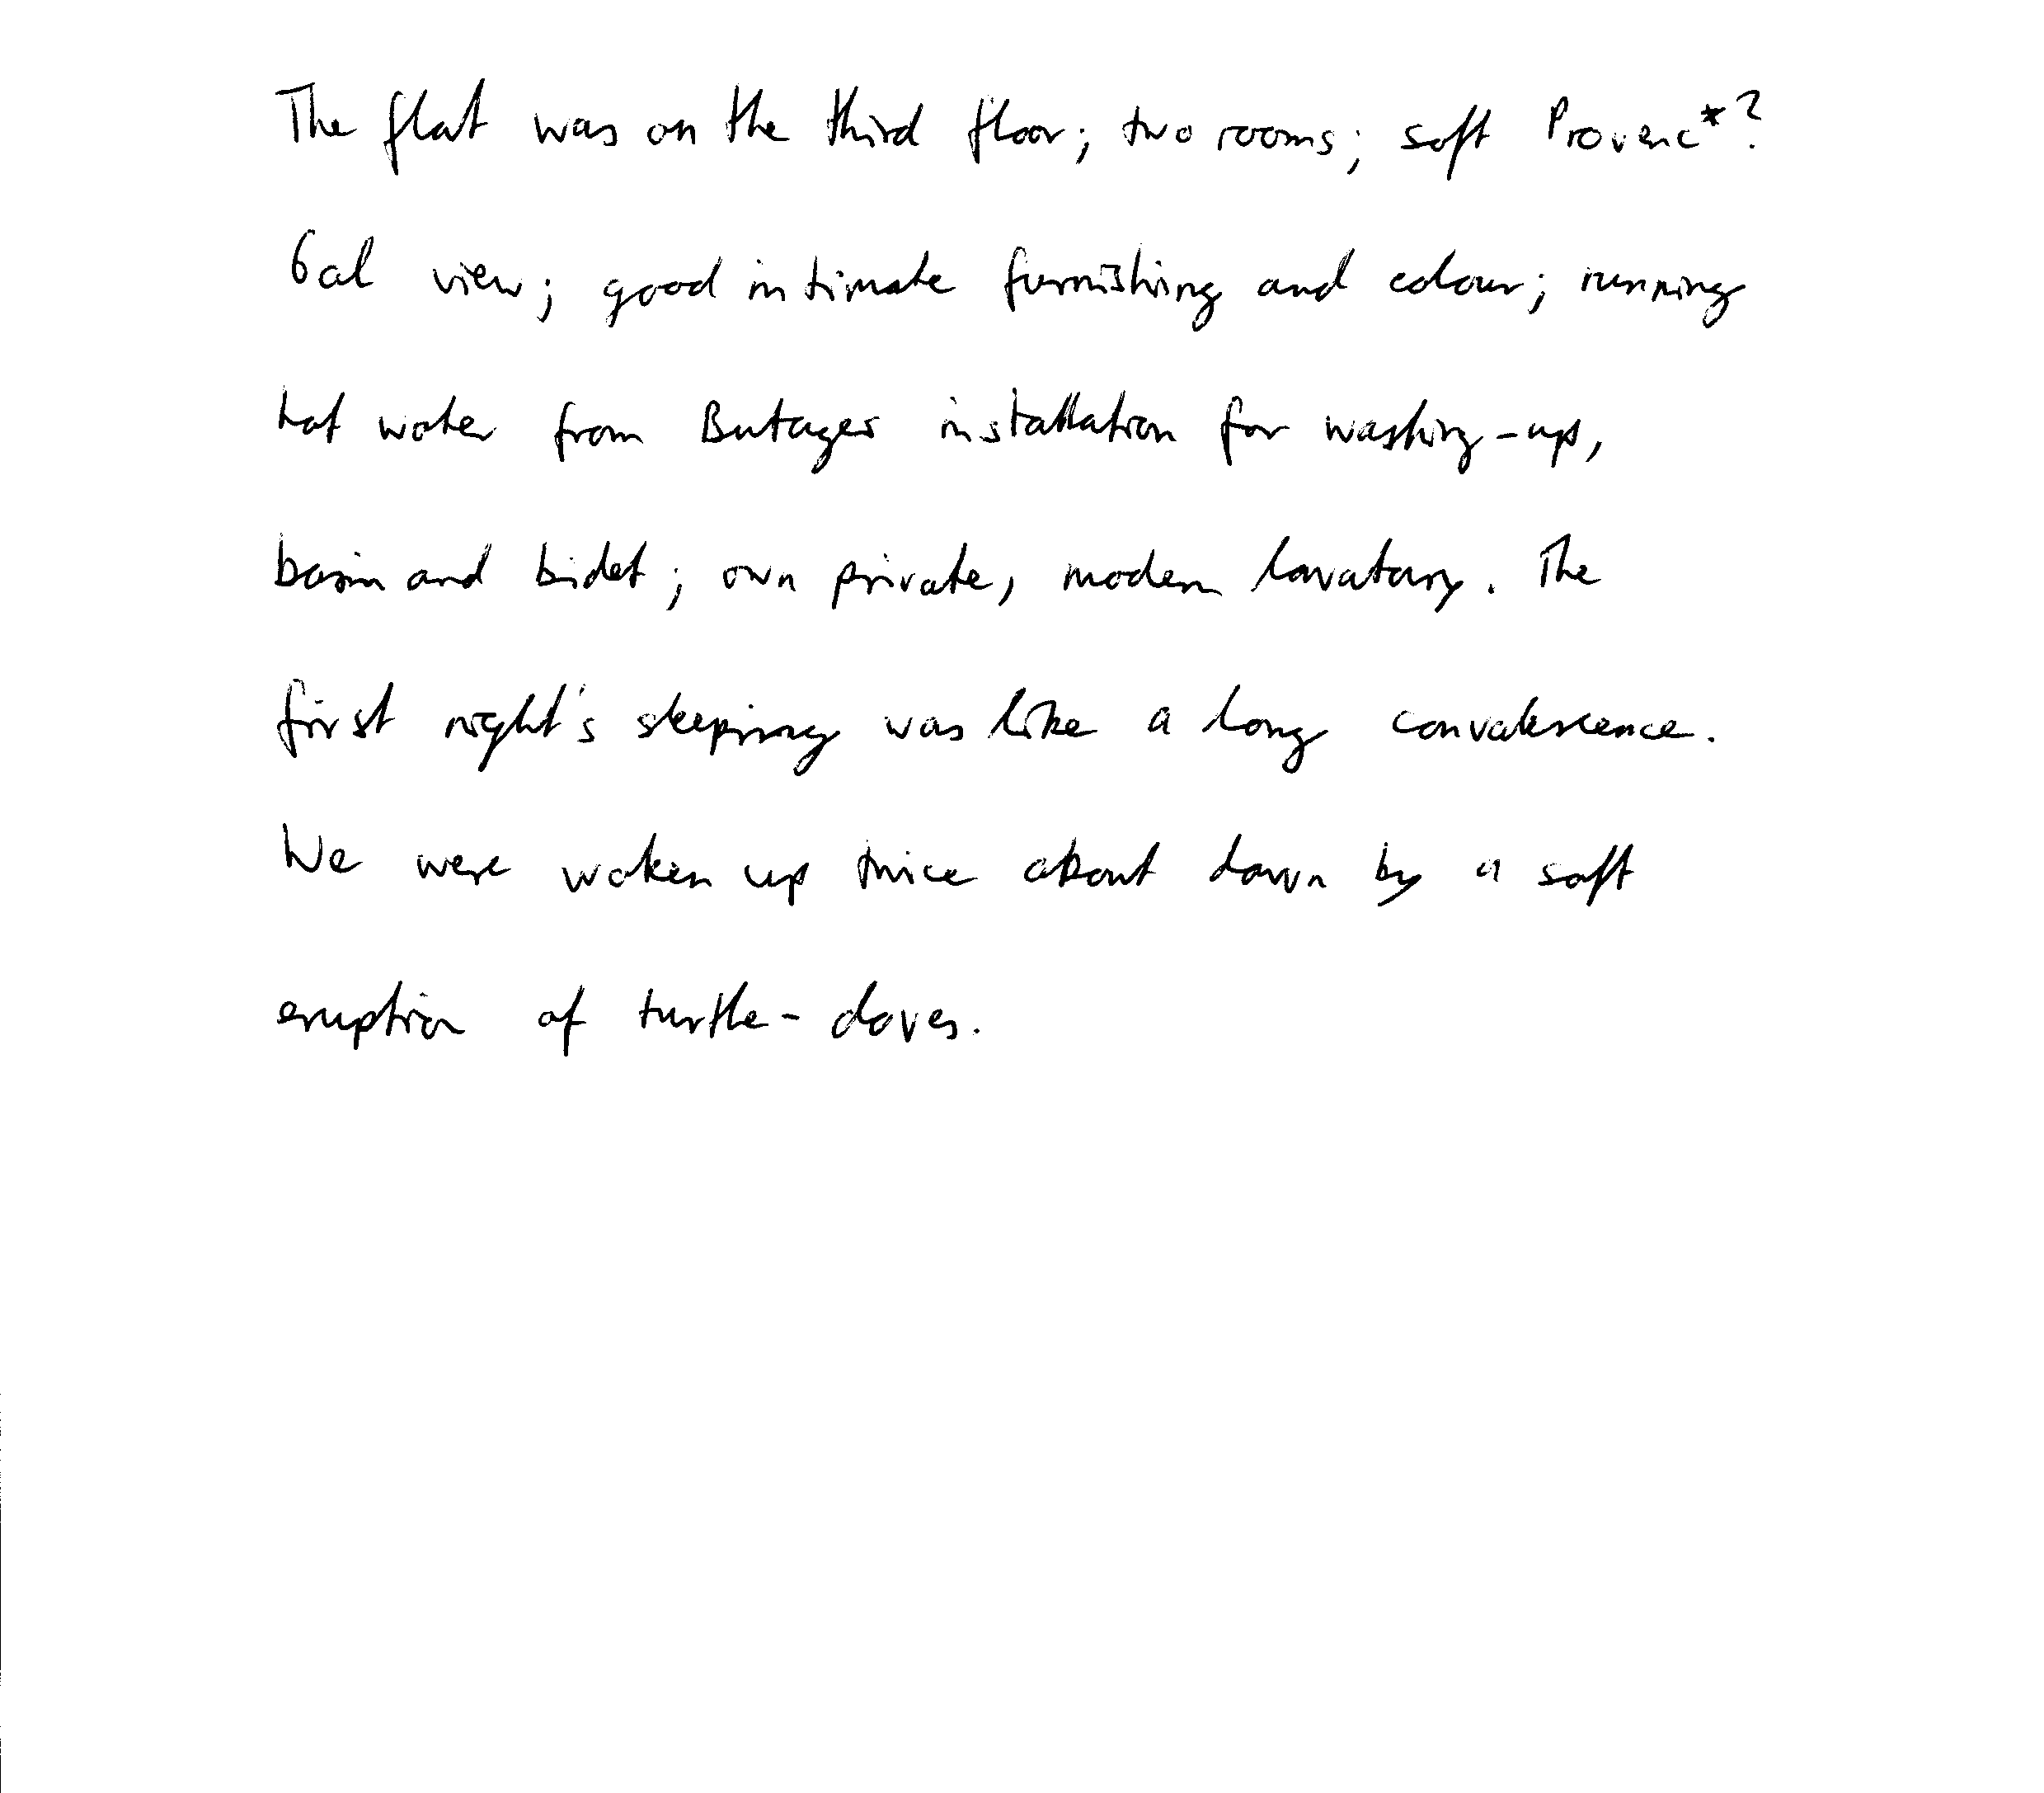 The flat was on the third floor; two rooms; soft Provenc*?
6al view; good intimate furnishing and colour; running
hot water from Butages installation for washing-up,
basin and bidet; own private, modern lavatory. The
first night's sleeping was like a long convalescence.
We were woken up twice about dawn by a soft
eruption of turtle-doves.